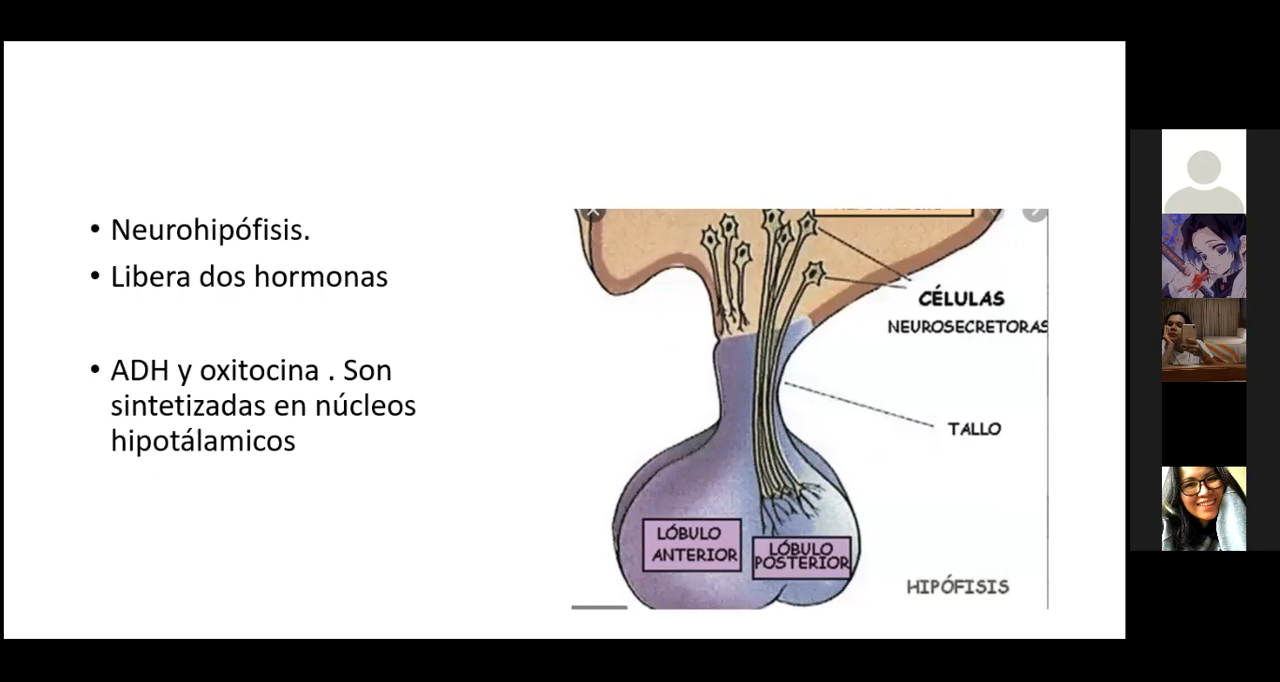 • Neurohipófisis.
• Libera dos hormonas
• ADH y oxitocina . Son
sintetizadas en núcleos
hipotálamicos
CÉLULAS
NEUROSECRETORAS
TALLO
LÓBULO
ANTERIOR
LÓBULO
POSTERIOR
HIPÓFISIS